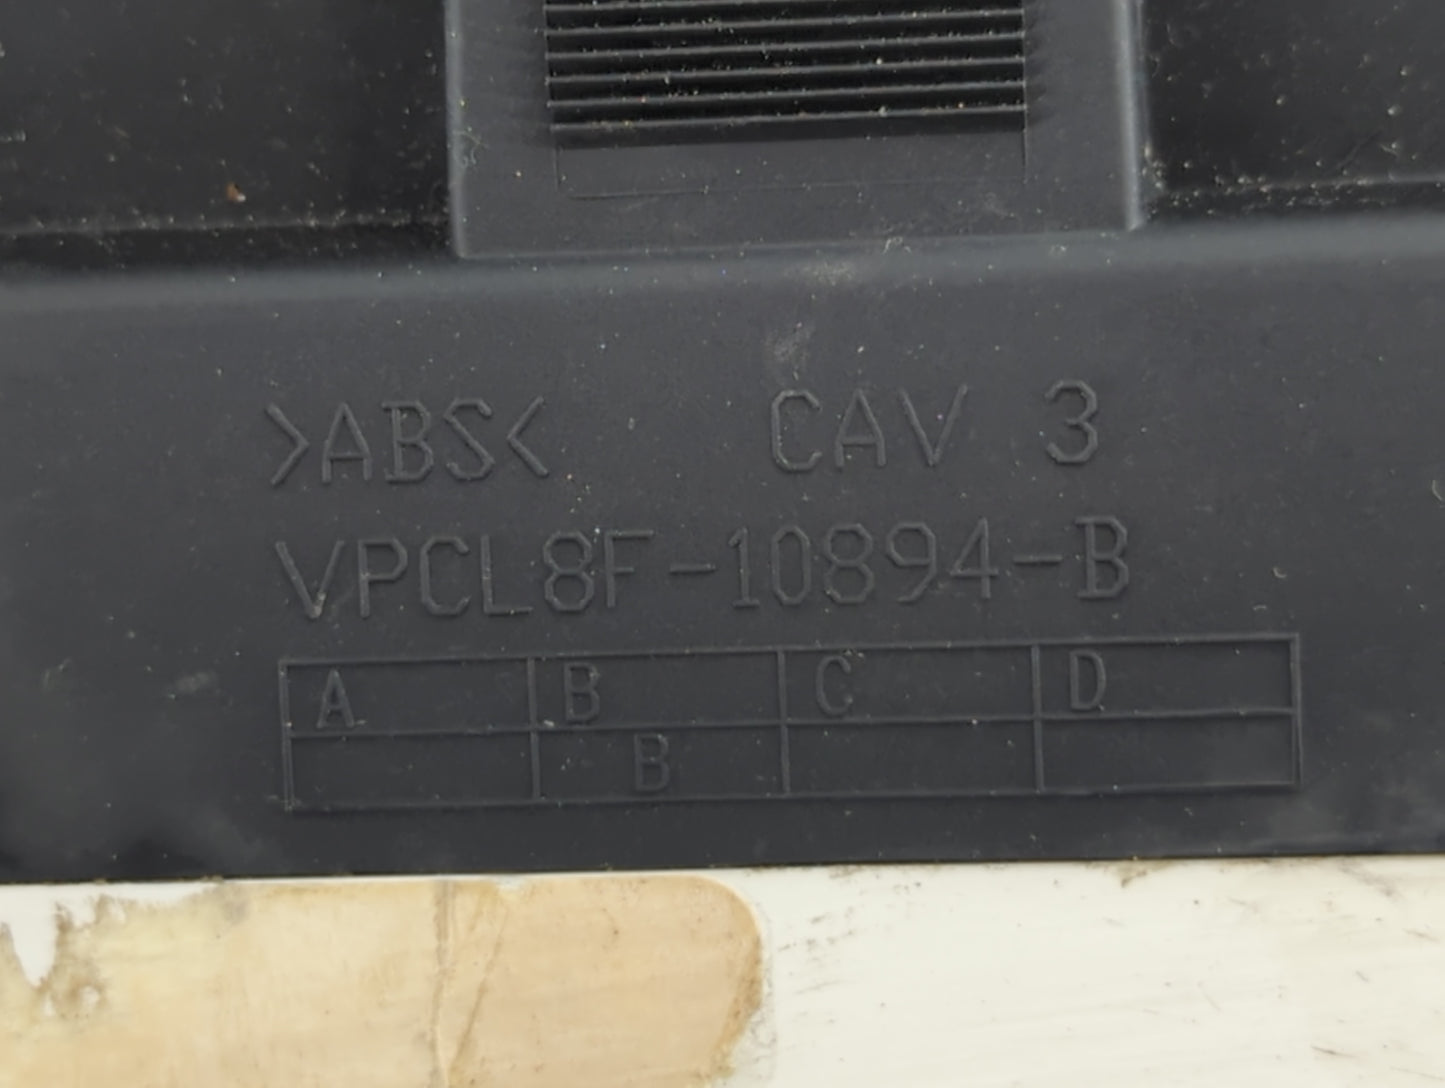 >ABS< CAV 3
VPCL8F-10894-B
A B C D
B